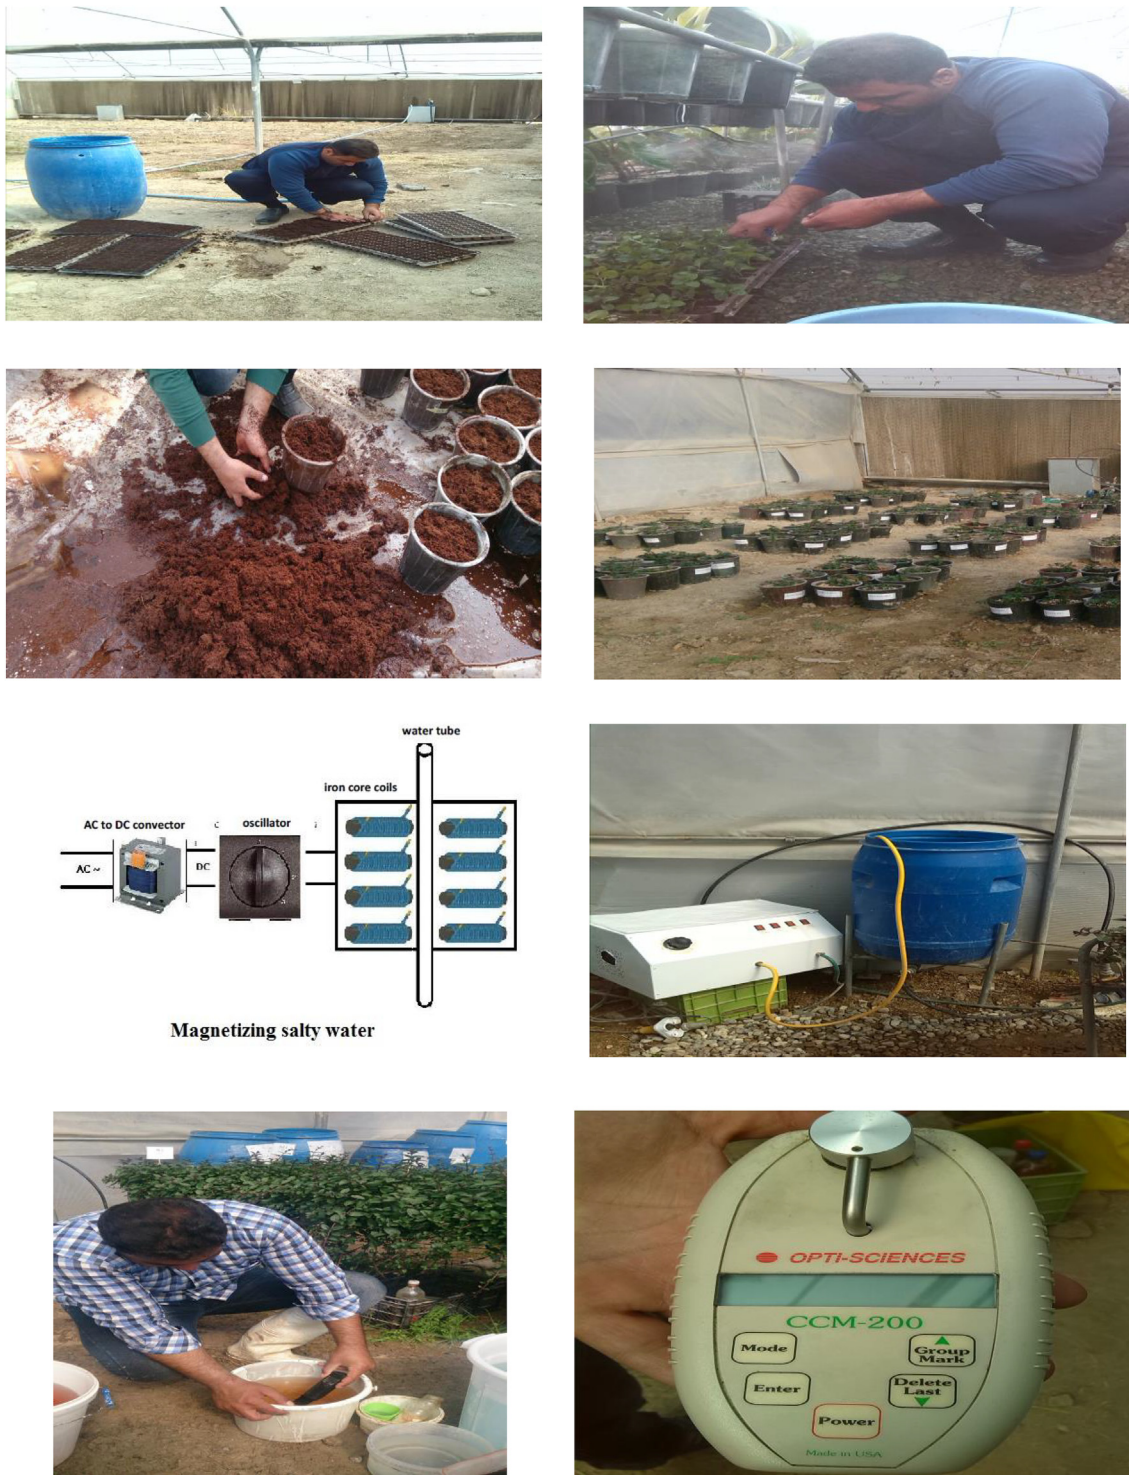 water tube
iron core coils
AC to DC convector
oscillator
AC ~
DC
Magnetizing salty water
OPTI-SCIENCES
CCM-200
Mode
Group
Mark
Enter
Delete
Last
Power
Made in USA